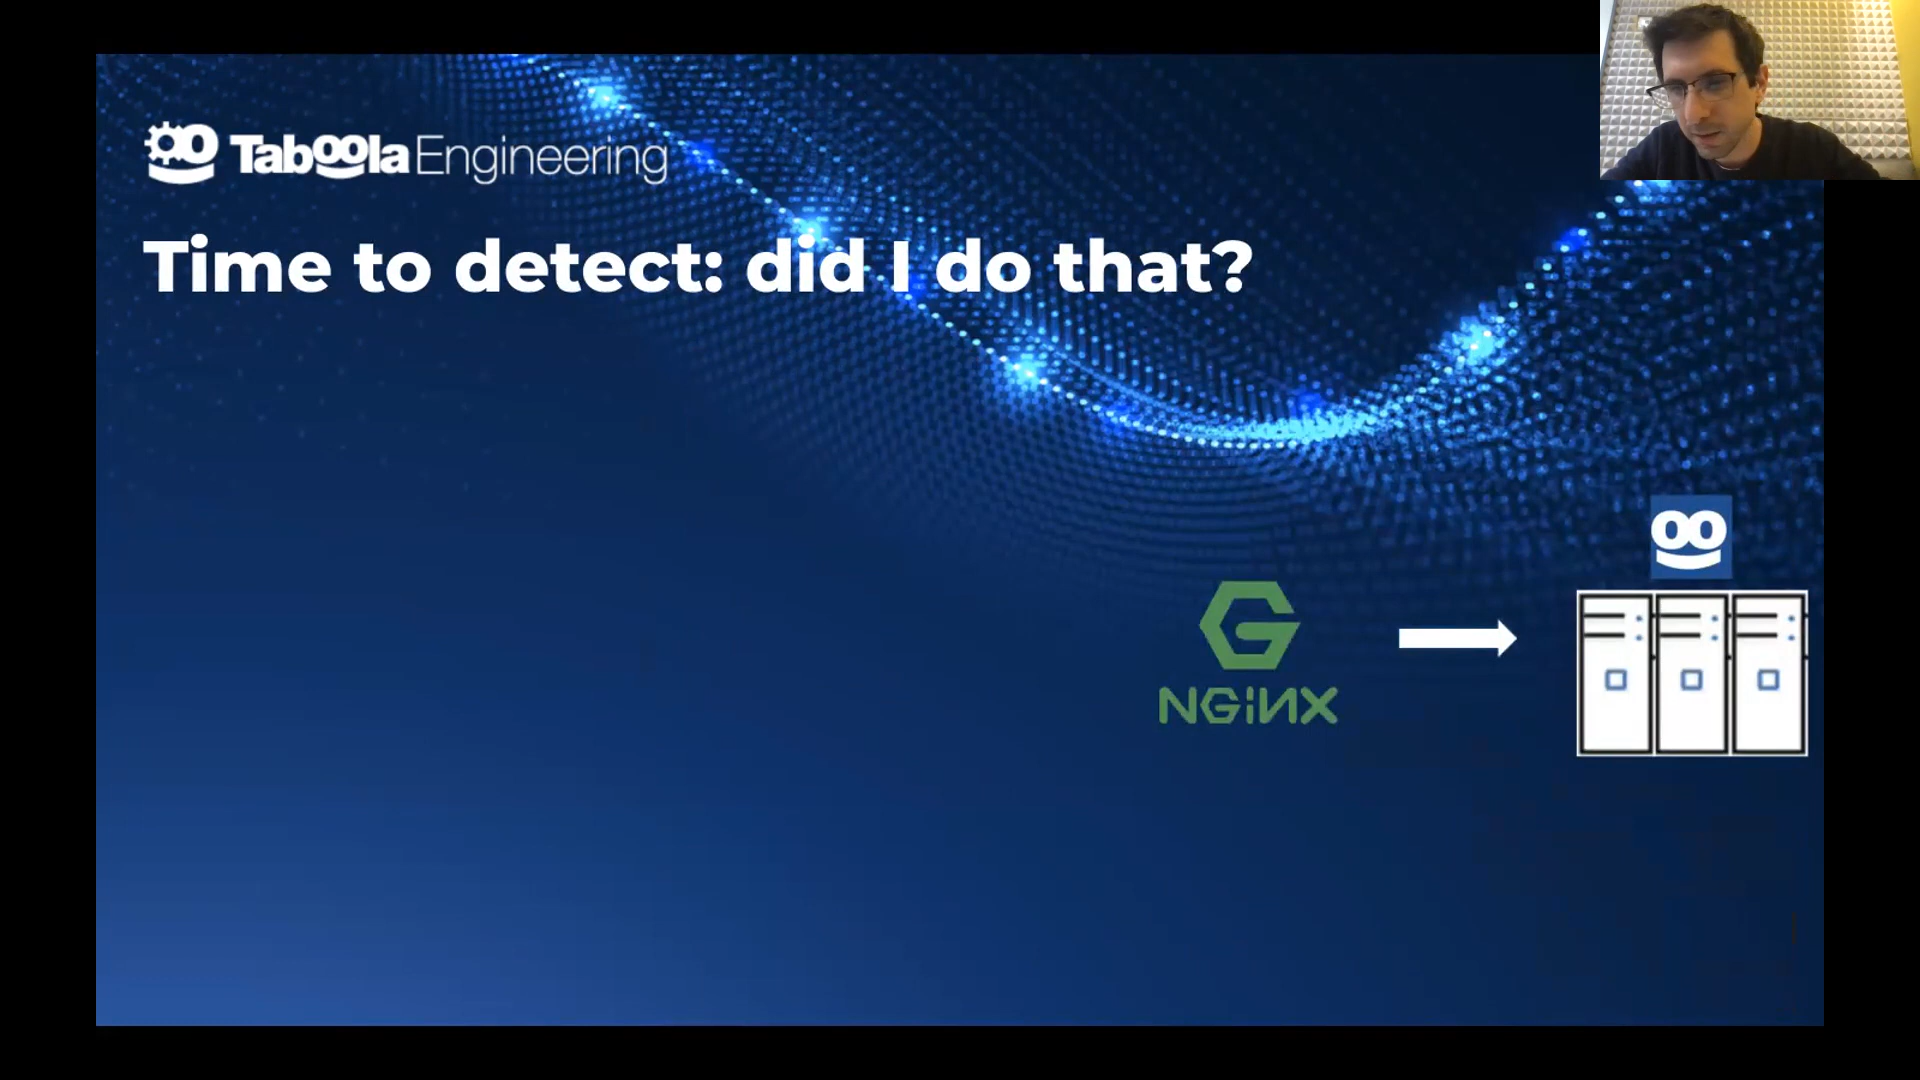 Taboola Engineering
Time to detect: did I do that?
NGINX